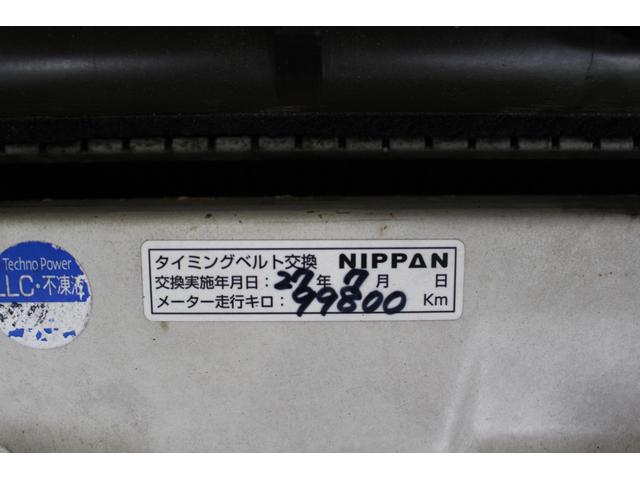 Techno Power
LLC・不凍液
タイミングベルト交換 NIPPAN
交換実施年月日：27年7月 日
メーター走行キロ：99800Km